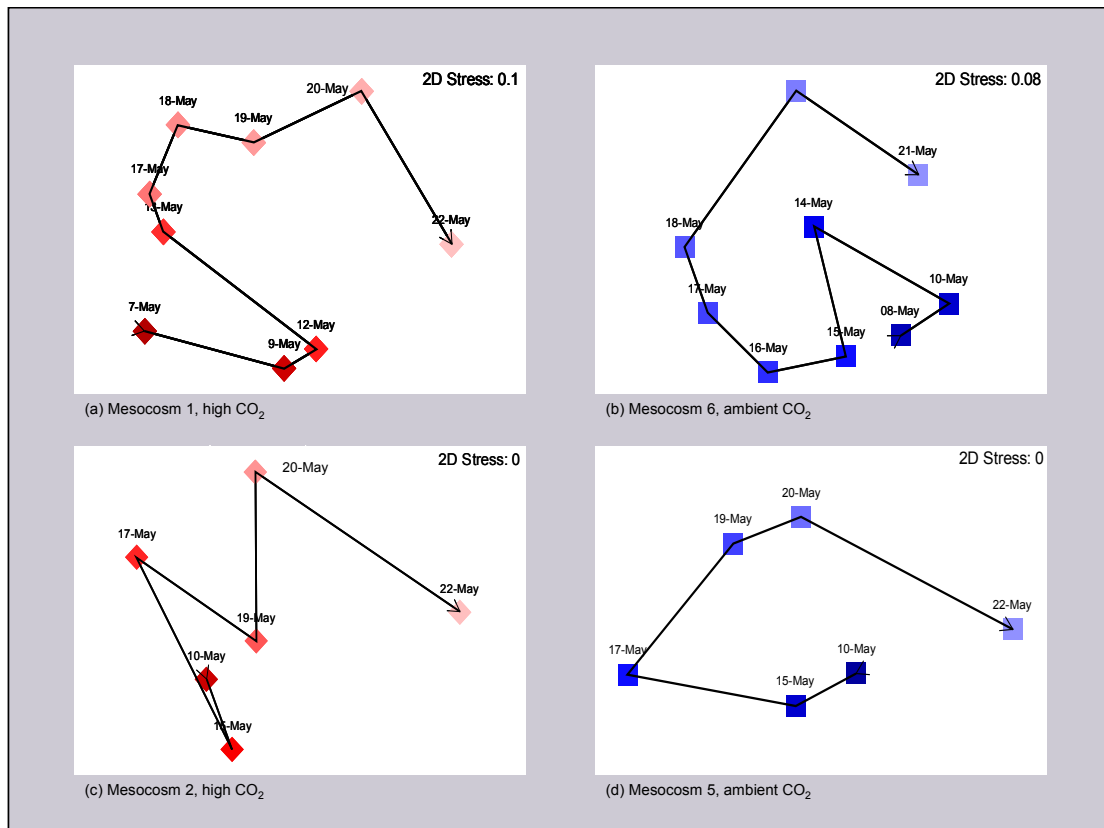 2D Stress: 0.1
20-May
18-May
19-May
17-May
22-May
7-May
12-May
9-May
(a) Mesocosm 1, high CO₂
2D Stress: 0.08
21-May
14-May
18-May
10-May
17-May
08-May
15-May
16-May
(b) Mesocosm 6, ambient CO₂
2D Stress: 0
20-May
17-May
22-May
19-May
10-May
(c) Mesocosm 2, high CO₂
2D Stress: 0
20-May
19-May
22-May
17-May
10-May
15-May
(d) Mesocosm 5, ambient CO₂